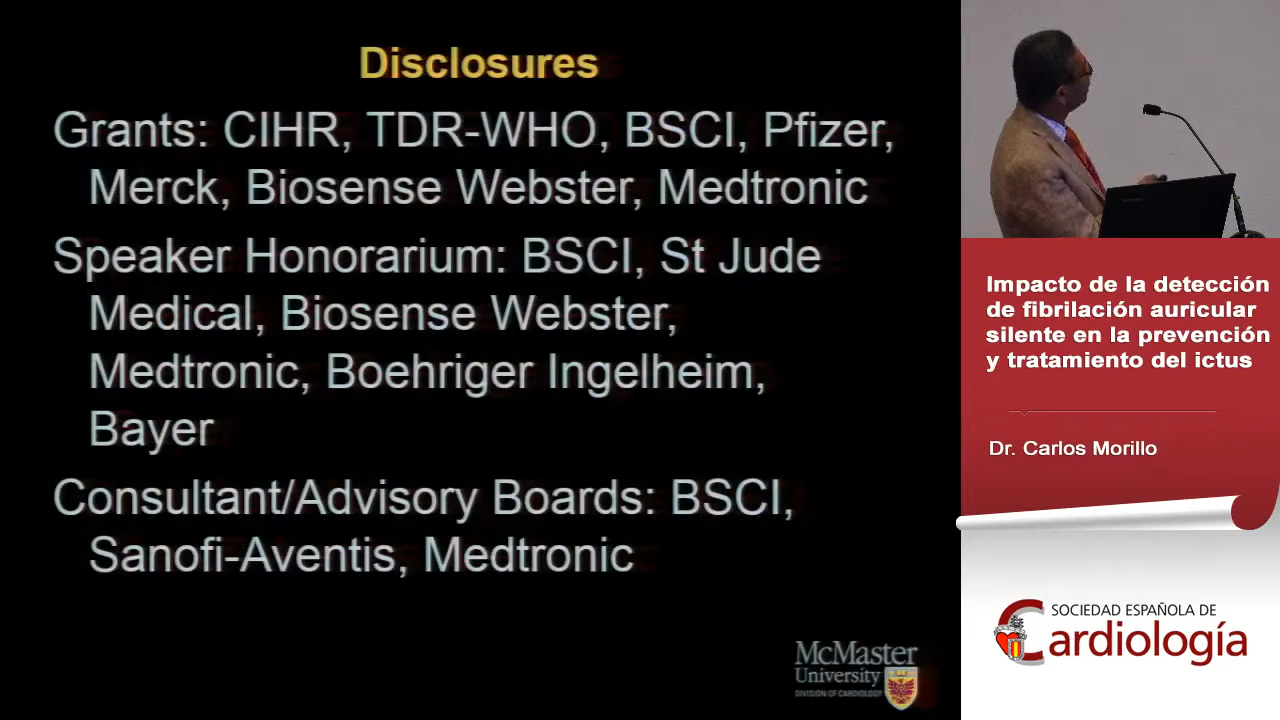 Disclosures
Grants: CIHR, TDR-WHO, BSCI, Pfizer,
Merck, Biosense Webster, Medtronic
Speaker Honorarium: BSCI, St Jude
Medical, Biosense Webster,
Medtronic, Boehriger Ingelheim,
Bayer
Consultant/Advisory Boards: BSCI,
Sanofi-Aventis, Medtronic
McMaster
University
DIVISION OF CARDIOLOGY
Impacto de la detección
de fibrilación auricular
silente en la prevención
y tratamiento del ictus
Dr. Carlos Morillo
SOCIEDAD ESPAÑOLA DE
Cardiología